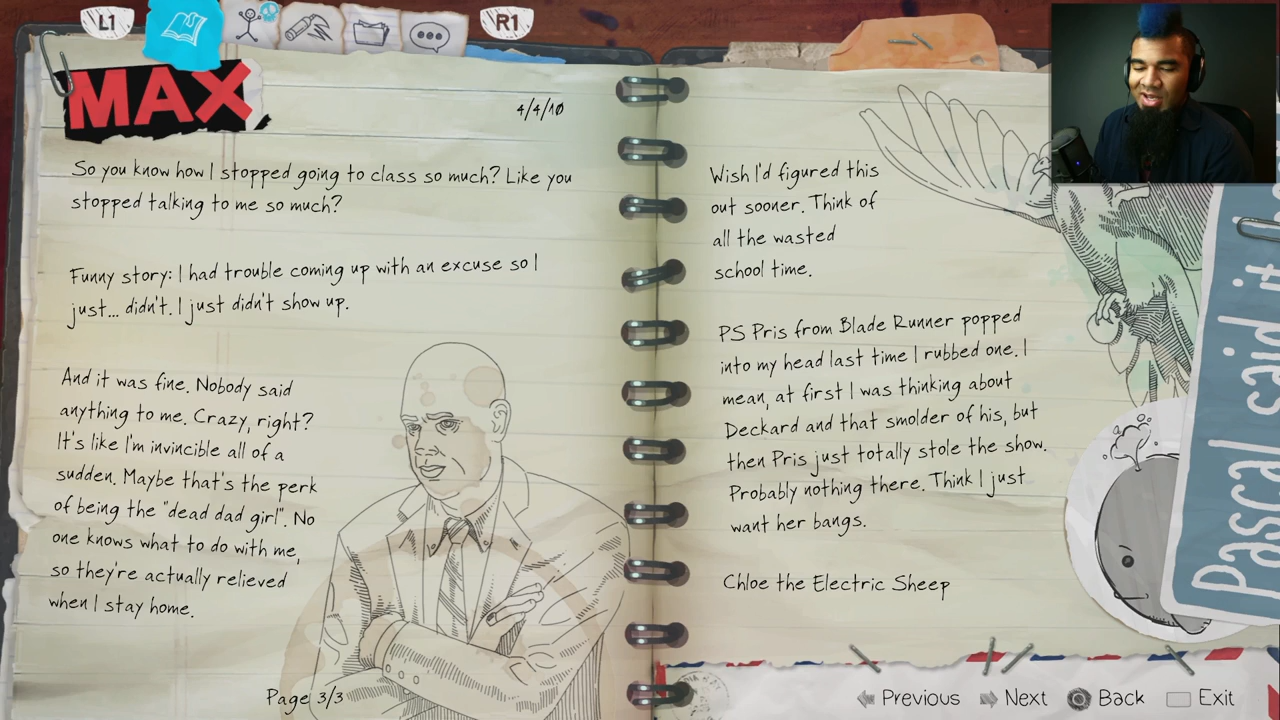 L1
R1
MAX
4/4/10
So you know how I stopped going to class so much? Like you
stopped talking to me so much?
Funny story: I had trouble coming up with an excuse so I
just... didn't. I just didn't show up.
And it was fine. Nobody said
anything to me. Crazy, right?
It's like I'm invincible all of a
sudden. Maybe that's the perk
of being the "dead dad girl". No
one knows what to do with me,
so they're actually relieved
when I stay home.
Page 3/3
Wish I'd figured this
out sooner. Think of
all the wasted
school time.
PS Pris from Blade Runner popped
into my head last time I rubbed one. I
mean, at first I was thinking about
Deckard and that smolder of his, but
then Pris just totally stole the show.
Probably nothing there. Think I just
want her bangs.
Chloe the Electric Sheep
Pascal said it
Previous
Next
Back
Exit